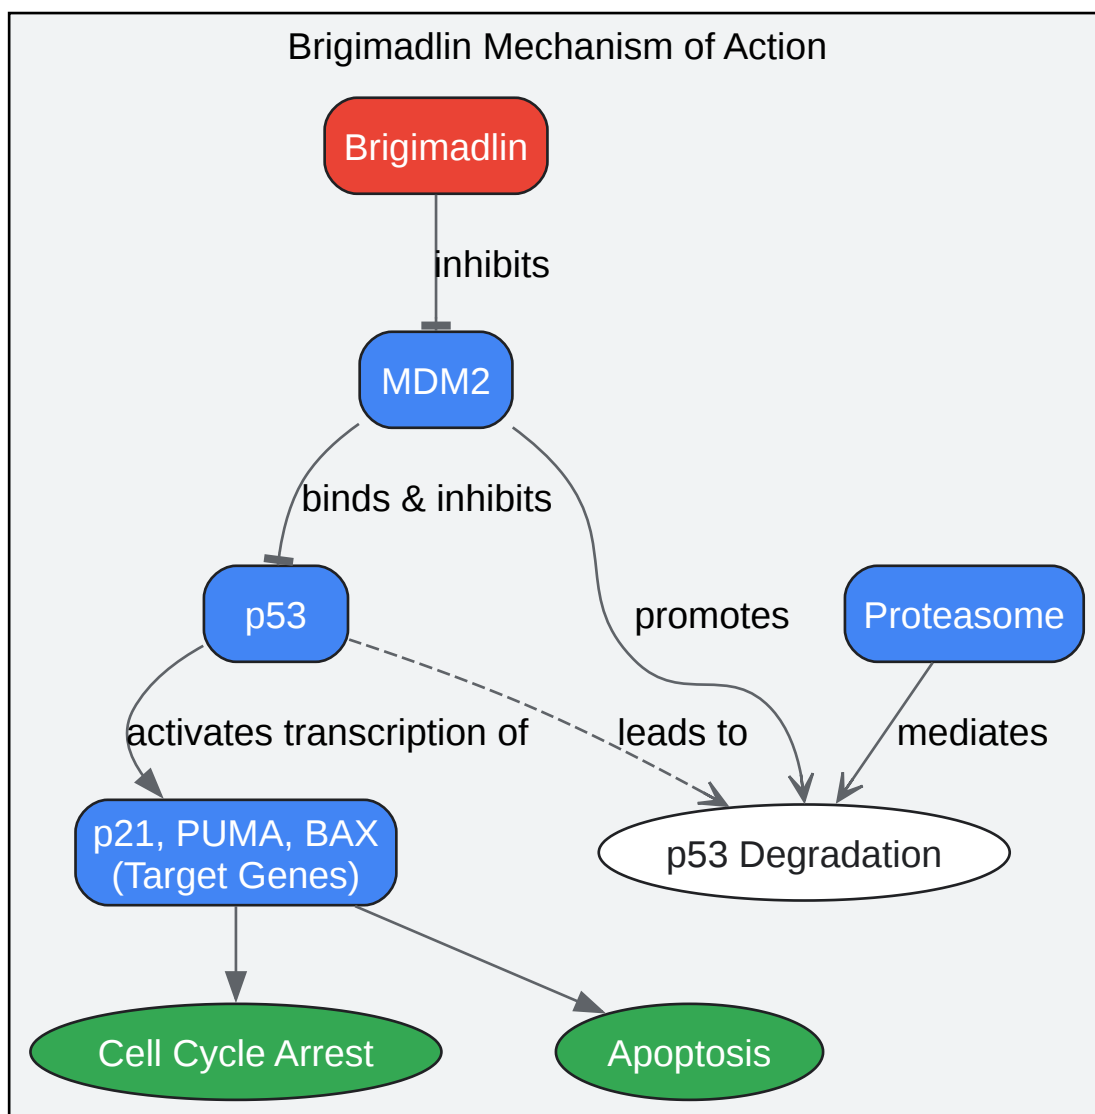 Brigimadlin Mechanism of Action
Brigimadlin
inhibits
MDM2
binds & inhibits
p53
promotes
Proteasome
activates transcription of
leads to
mediates
p21, PUMA, BAX
(Target Genes)
p53 Degradation
Cell Cycle Arrest
Apoptosis